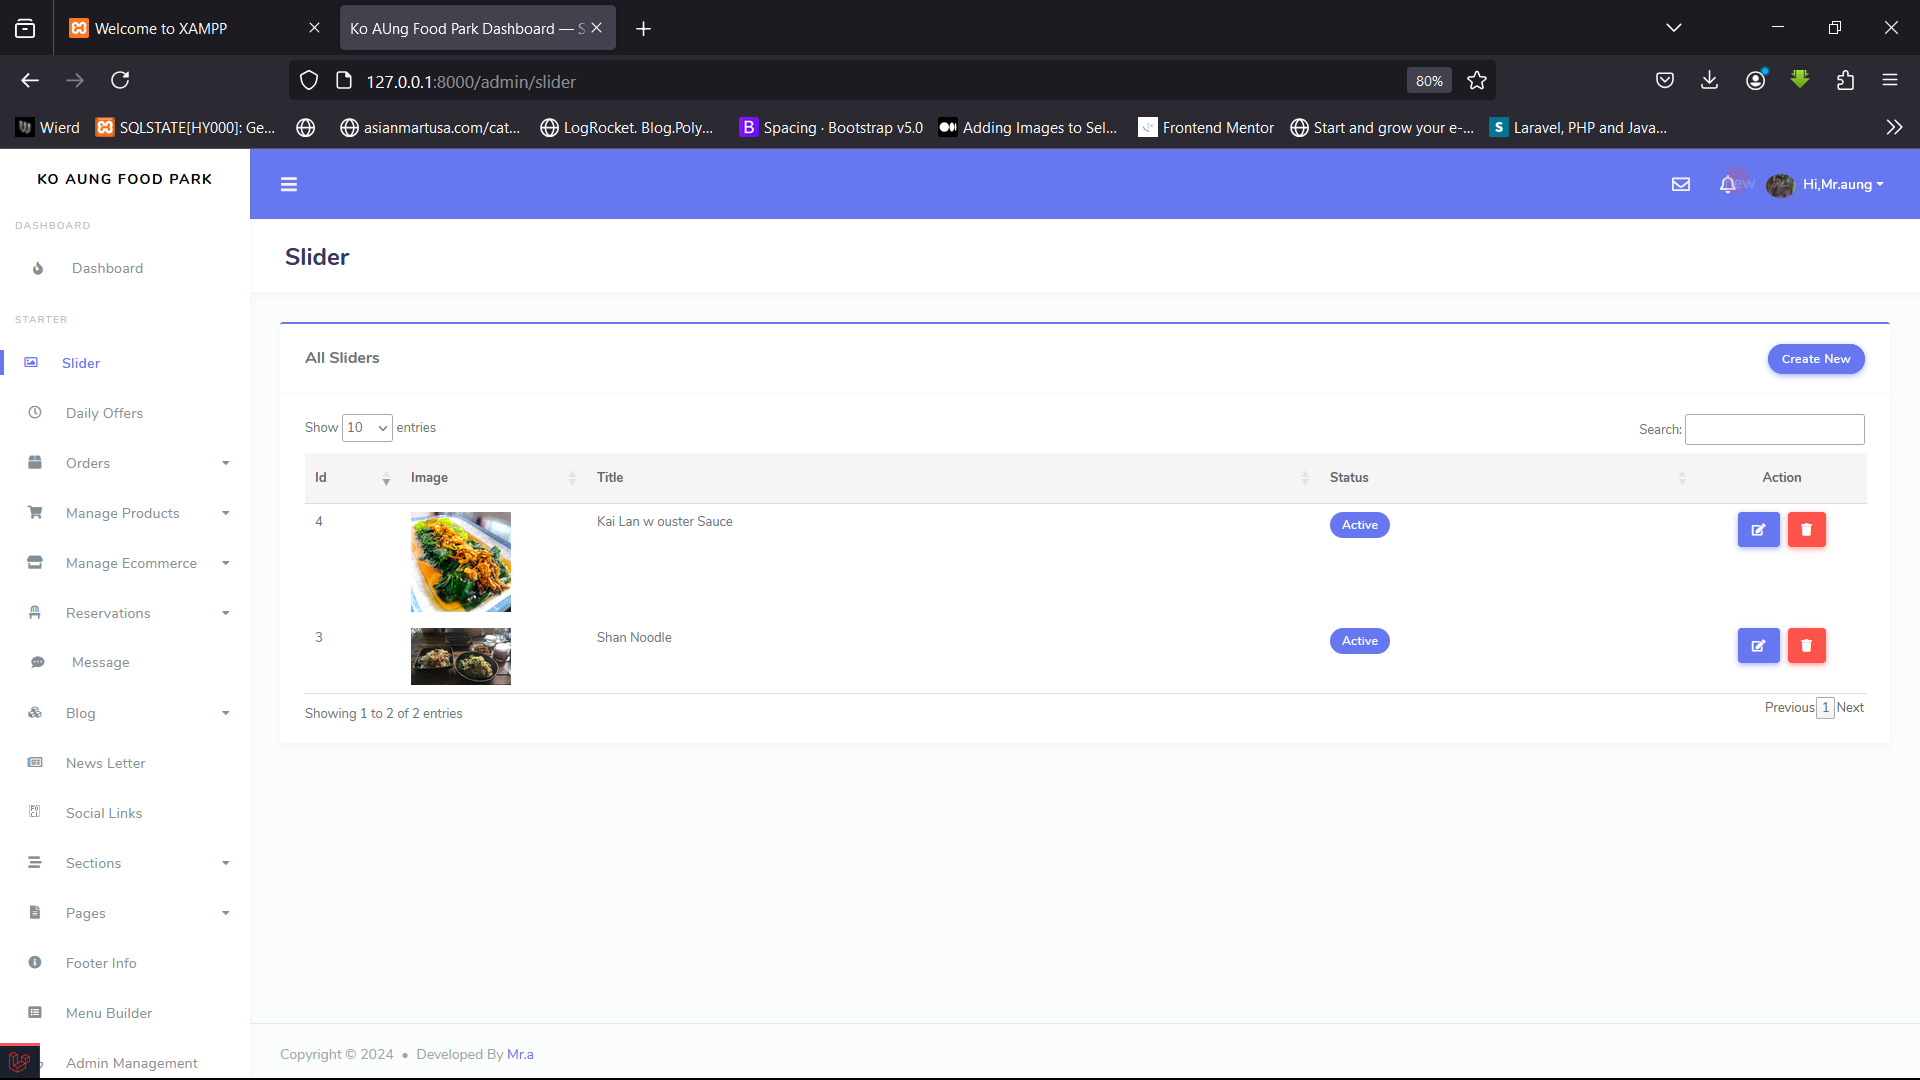 Welcome to XAMPP
Ko AUng Food Park Dashboard — S
127.0.0.1:8000/admin/slider
80%
Wierd
SQLSTATE[HY000]: Ge...
asianmartusa.com/cat...
LogRocket. Blog.Poly...
B Spacing · Bootstrap v5.0
Adding Images to Sel...
Frontend Mentor
Start and grow your e-...
S Laravel, PHP and Java...
KO AUNG FOOD PARK
new
Hi,Mr.aung
DASHBOARD
Dashboard
STARTER
Slider
Daily Offers
Orders
Manage Products
Manage Ecommerce
Reservations
Message
Blog
News Letter
Social Links
Sections
Pages
Footer Info
Menu Builder
Admin Management
Slider
All Sliders
Create New
Show 10 entries
Search:
Id Image Title Status Action
4 Kai Lan w ouster Sauce Active
3 Shan Noodle Active
Showing 1 to 2 of 2 entries
Previous 1 Next
Copyright © 2024 • Developed By Mr.a